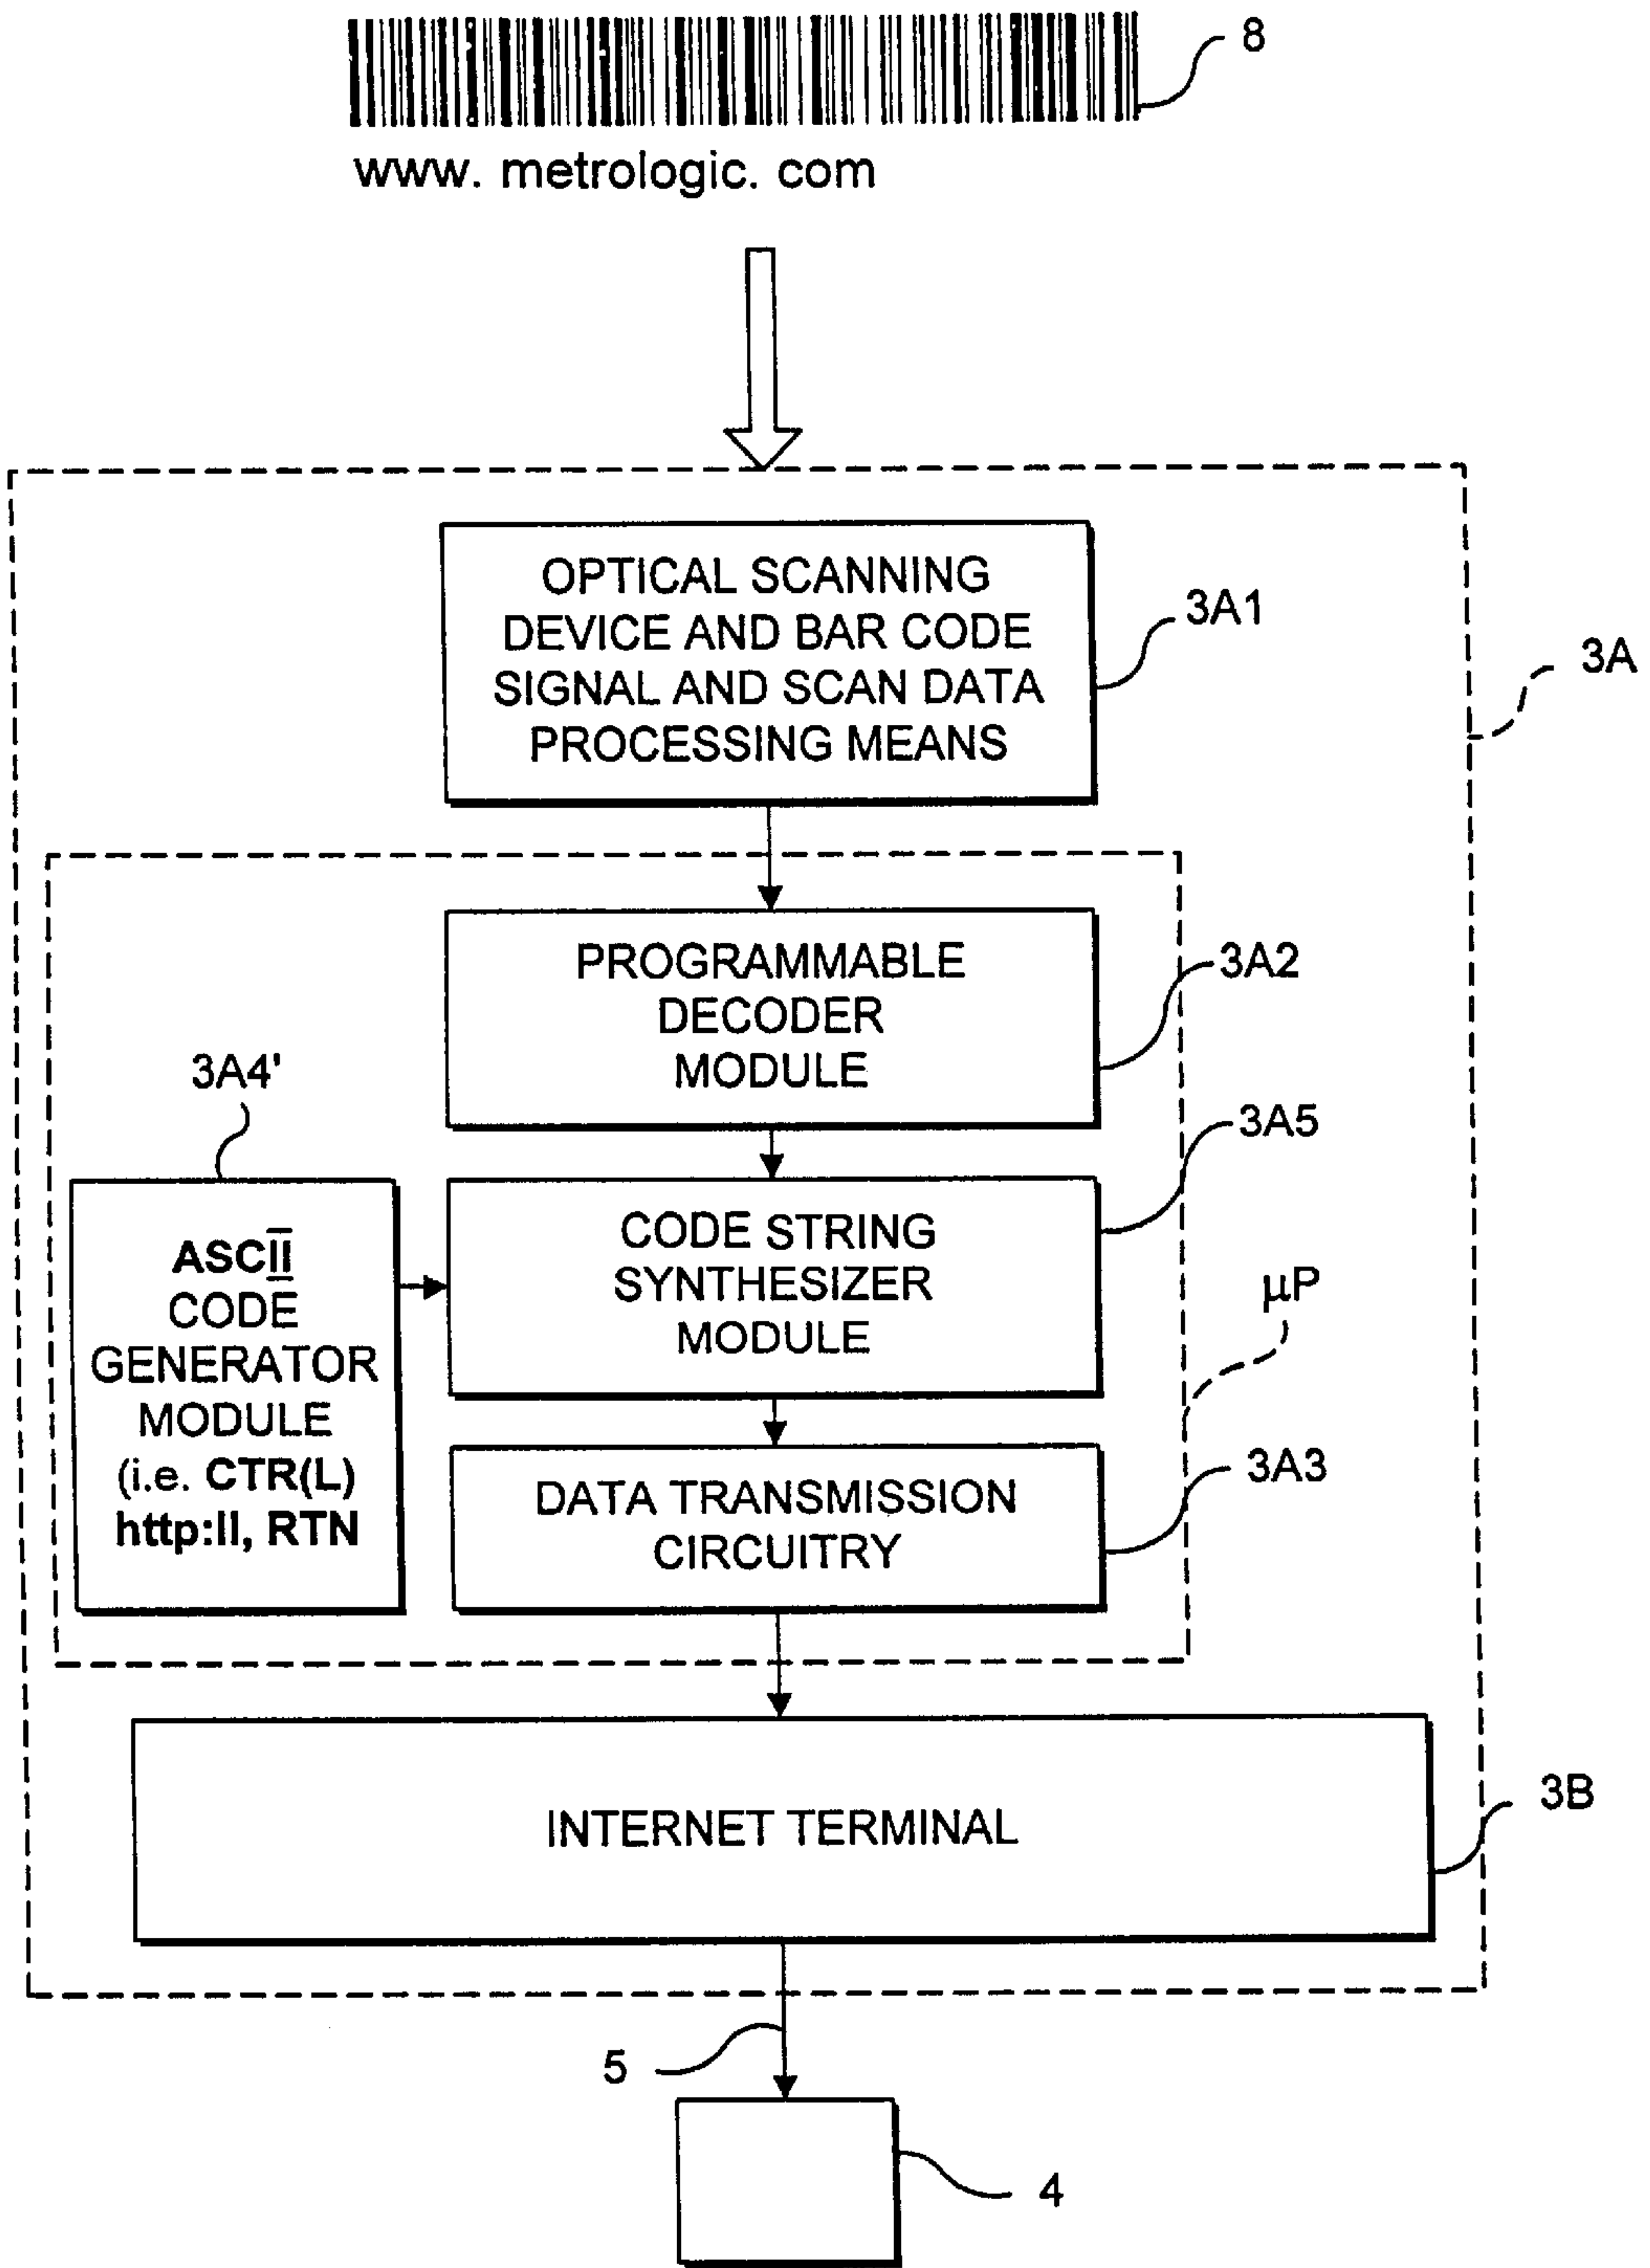 8
www. metrologic. com
OPTICAL SCANNING
DEVICE AND BAR CODE
SIGNAL AND SCAN DATA
PROCESSING MEANS
3A1
3A
PROGRAMMABLE
DECODER
MODULE
3A2
3A4'
3A5
ASCII
CODE
GENERATOR
MODULE
(i.e. CTR(L)
http:II, RTN
CODE STRING
SYNTHESIZER
MODULE
µP
DATA TRANSMISSION
CIRCUITRY
3A3
INTERNET TERMINAL
3B
5
4